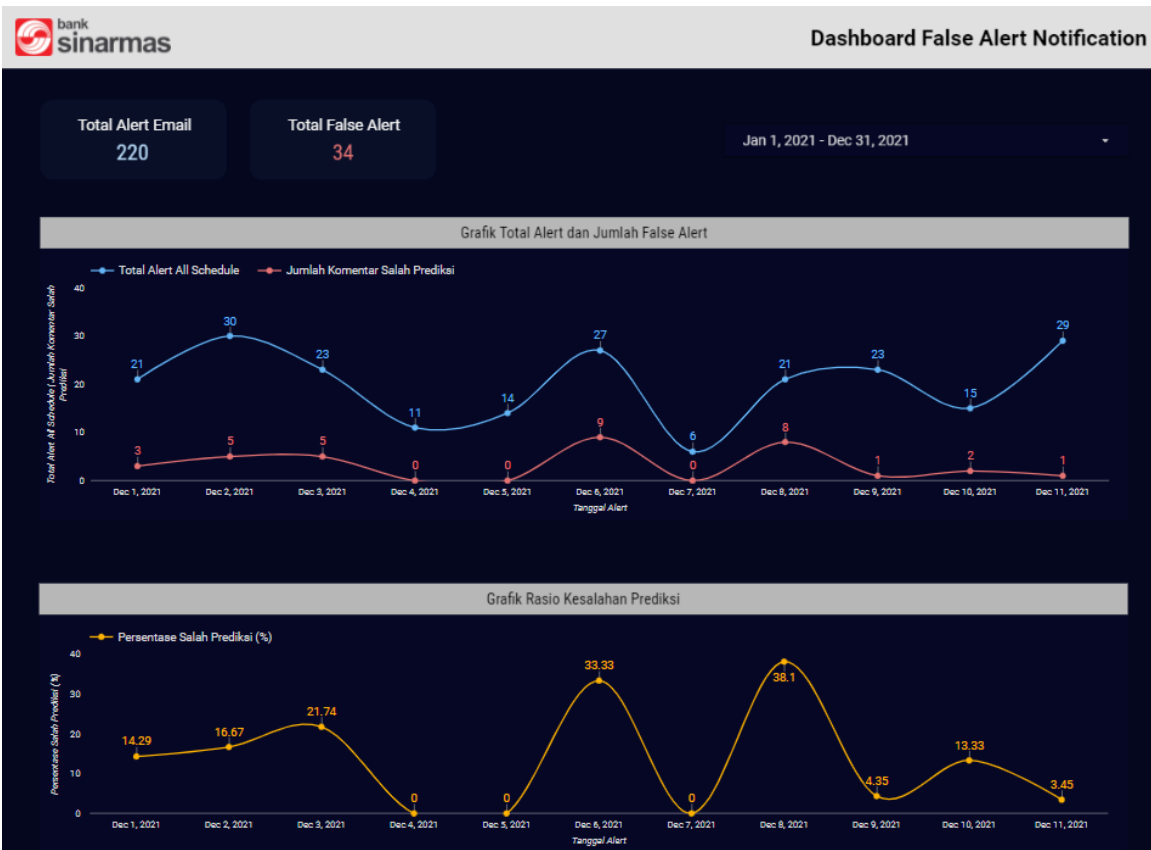 bank
sinarmas
Dashboard False Alert Notification
Total Alert Email
220
Total False Alert
34
Jan 1, 2021 - Dec 31, 2021
Grafik Total Alert dan Jumlah False Alert
Total Alert All Schedule
Jumlah Komentar Salah Prediksi
Total Alert All Schedule | Jumlah Komentar Salah
Prediksi
40
30
20
10
0
21
30
23
11
14
27
6
21
23
15
29
3
5
5
0
0
9
0
8
1
2
1
Dec 1, 2021
Dec 2, 2021
Dec 3, 2021
Dec 4, 2021
Dec 5, 2021
Dec 6, 2021
Dec 7, 2021
Dec 8, 2021
Dec 9, 2021
Dec 10, 2021
Dec 11, 2021
Tanggal Alert
Grafik Rasio Kesalahan Prediksi
Persentase Salah Prediksi (%)
Persentase Salah Prediksi (%)
40
30
20
10
0
14.29
16.67
21.74
0
0
33.33
0
38.1
4.35
13.33
3.45
Dec 1, 2021
Dec 2, 2021
Dec 3, 2021
Dec 4, 2021
Dec 5, 2021
Dec 6, 2021
Dec 7, 2021
Dec 8, 2021
Dec 9, 2021
Dec 10, 2021
Dec 11, 2021
Tanggal Alert